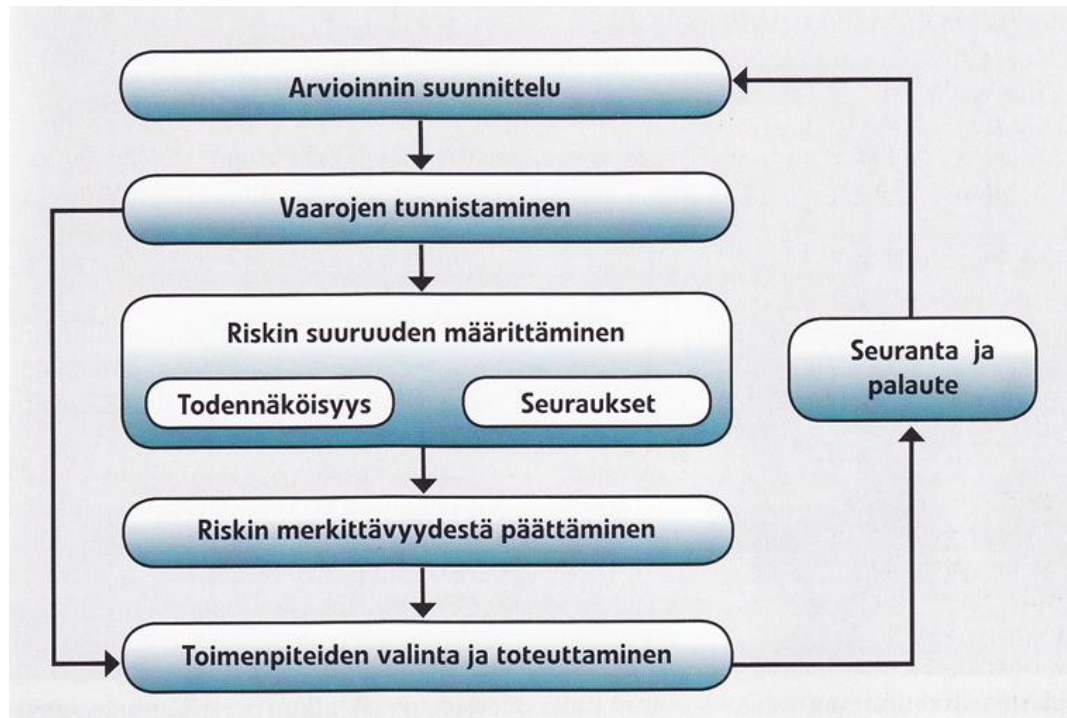 Arvioinnin suunnittelu
Vaarojen tunnistaminen
Riskin suuruuden määrittäminen
Todennäköisyys
Seuraukset
Riskin merkittävyydestä päättäminen
Toimenpiteiden valinta ja toteuttaminen
Seuranta ja
palaute